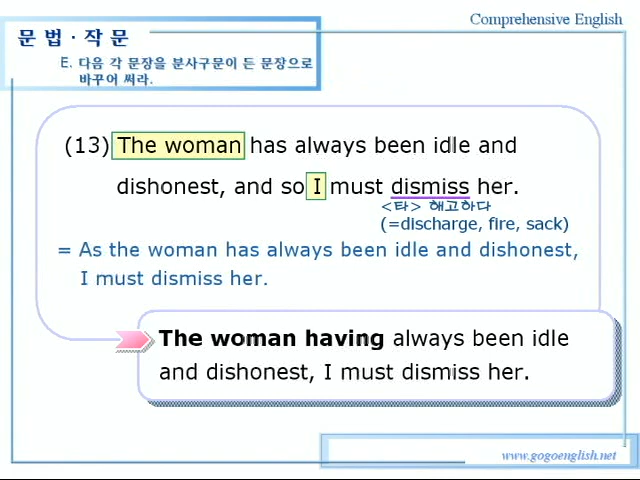 Comprehensive English
문 법 · 작 문
E. 다음 각 문장을 분사구문이 든 문장으로
바꾸어 써라.
(13) The woman has always been idle and
dishonest, and so I must dismiss her.
<타> 해고하다
(=discharge, fire, sack)
= As the woman has always been idle and dishonest,
I must dismiss her.
The woman having always been idle
and dishonest, I must dismiss her.
www.gogoenglish.net